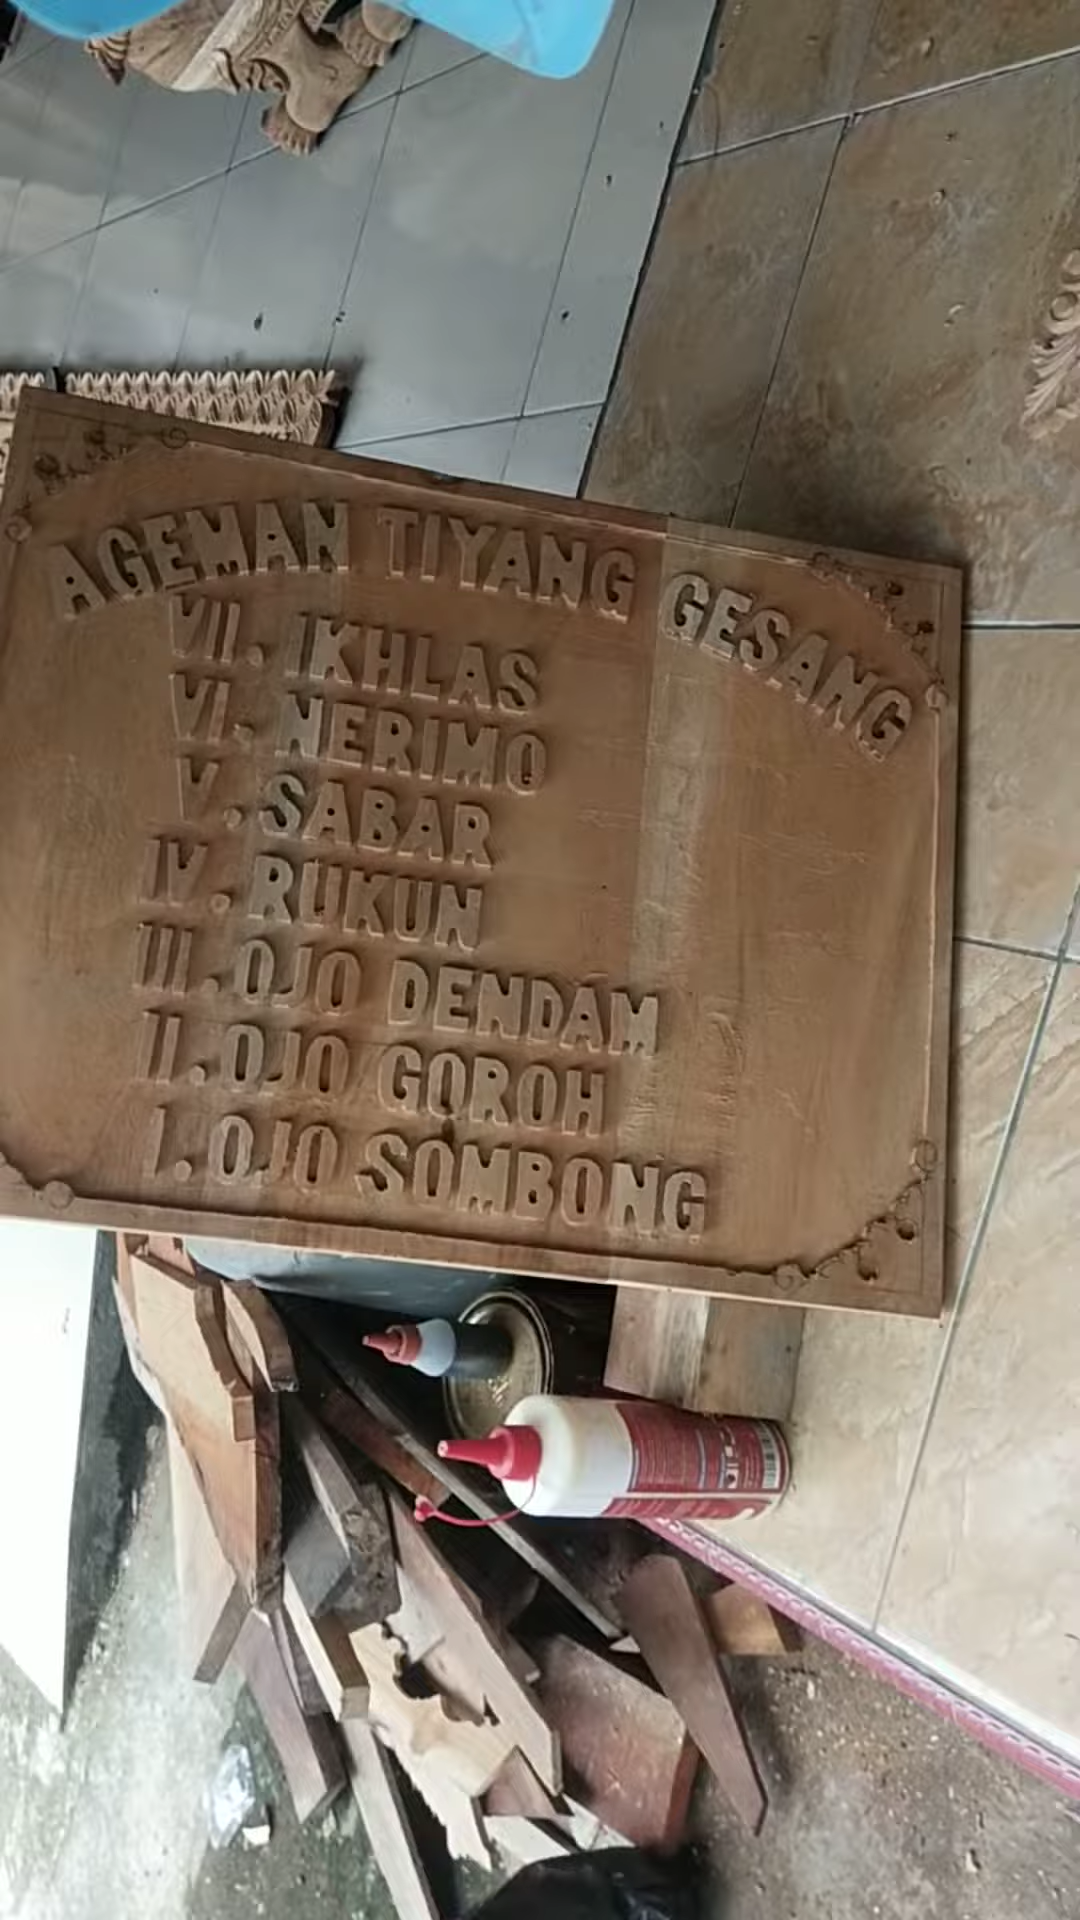 AGEMAN TIYANG GESANG
VII. IKHLAS
VI. NERIMO
V. SABAR
IV. RUKUN
III. OJO DENDAM
II. OJO GOROH
I. OJO SOMBONG